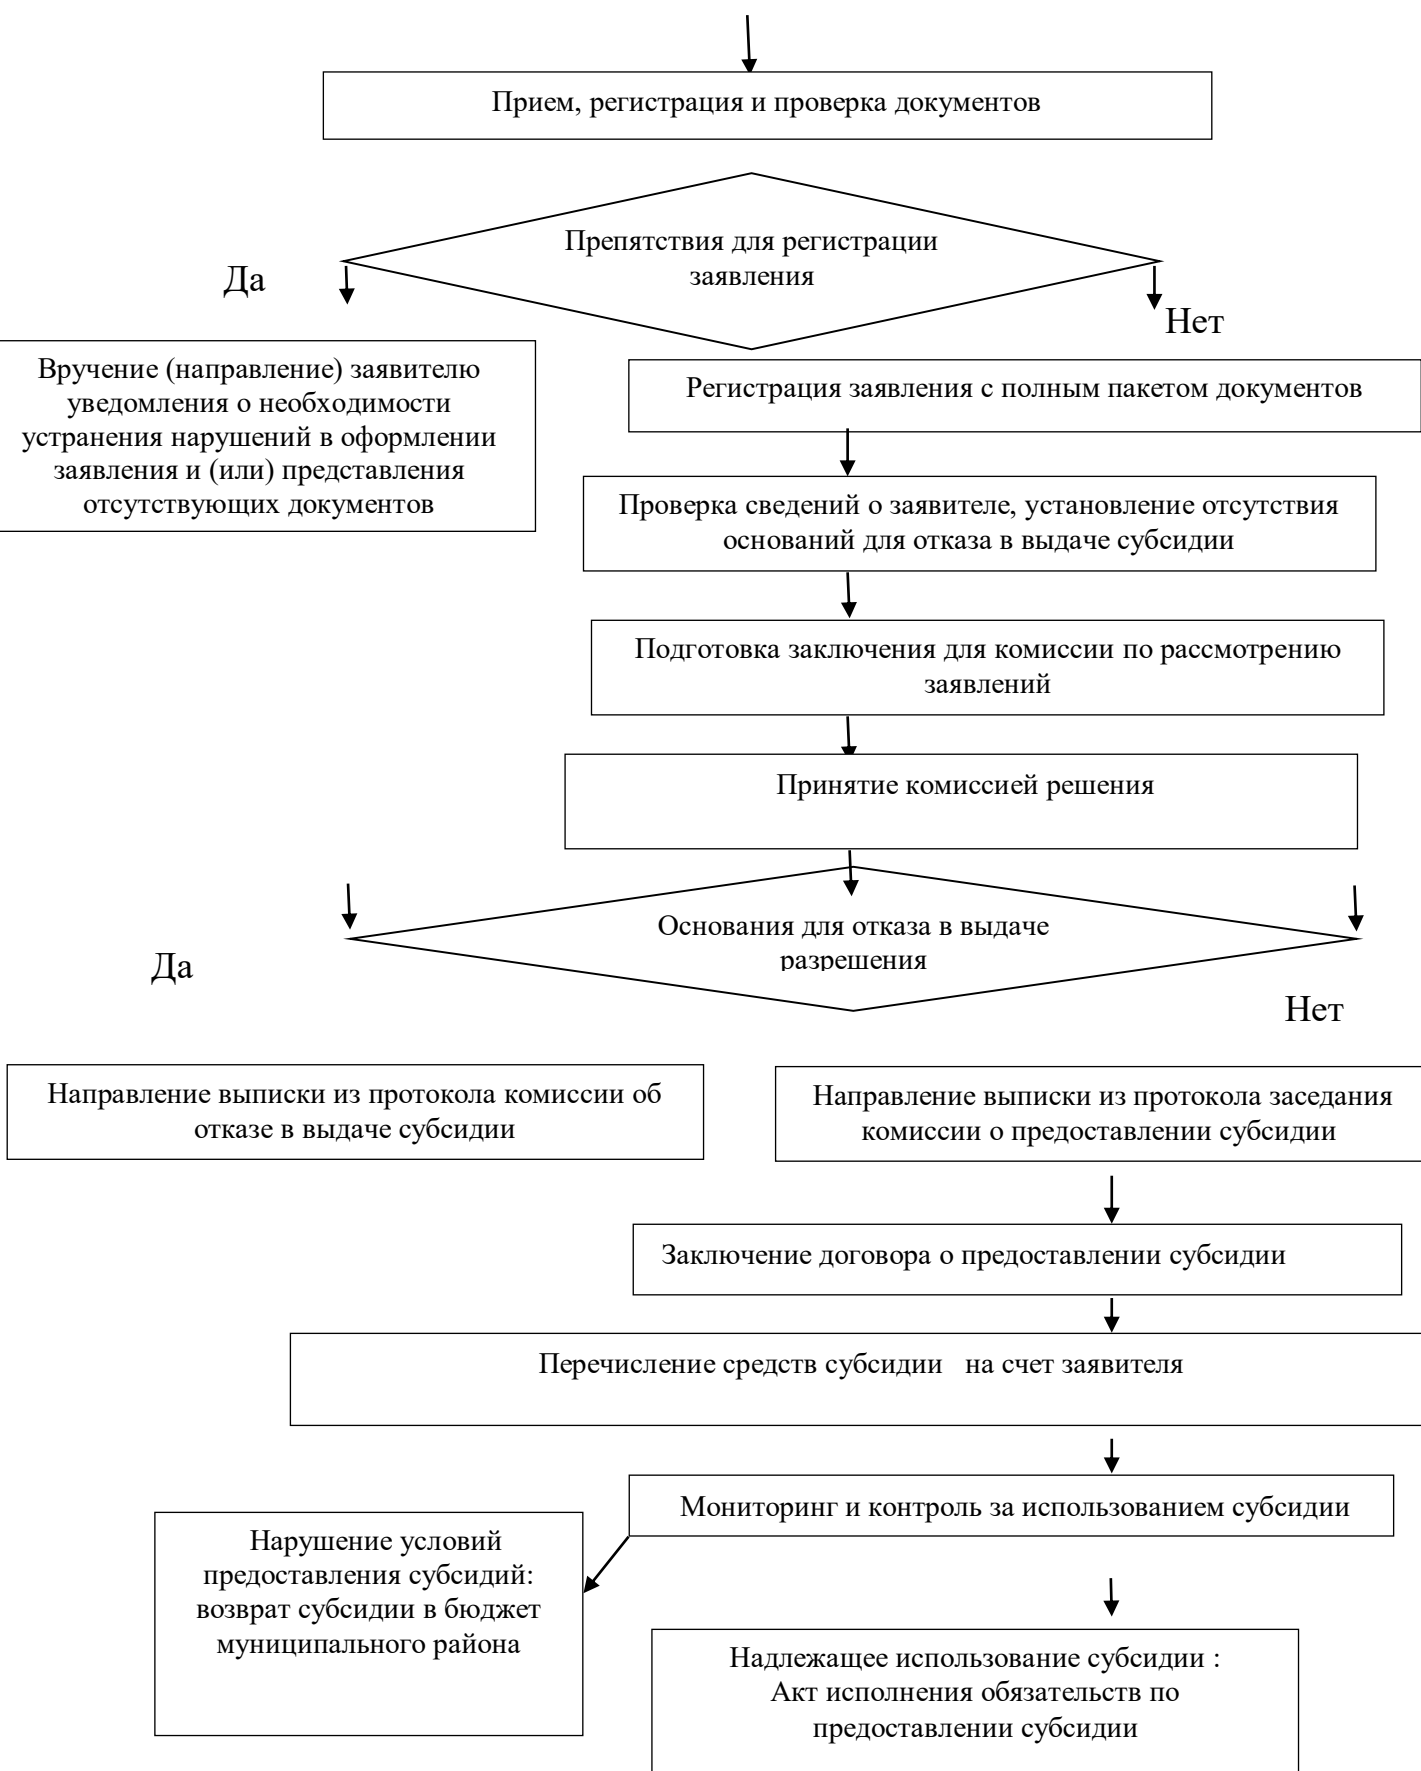 Прием, регистрация и проверка документов
Препятствия для регистрации
заявления
Да
Нет
Вручение (направление) заявителю
уведомления о необходимости
устранения нарушений в оформлении
заявления и (или) представления
отсутствующих документов
Регистрация заявления с полным пакетом документов
Проверка сведений о заявителе, установление отсутствия
оснований для отказа в выдаче субсидии
Подготовка заключения для комиссии по рассмотрению
заявлений
Принятие комиссией решения
Основания для отказа в выдаче
разрешения
Да
Нет
Направление выписки из протокола комиссии об
отказе в выдаче субсидии
Направление выписки из протокола заседания
комиссии о предоставлении субсидии
Заключение договора о предоставлении субсидии
Перечисление средств субсидии на счет заявителя
Мониторинг и контроль за использованием субсидии
Нарушение условий
предоставления субсидий:
возврат субсидии в бюджет
муниципального района
Надлежащее использование субсидии :
Акт исполнения обязательств по
предоставлении субсидии